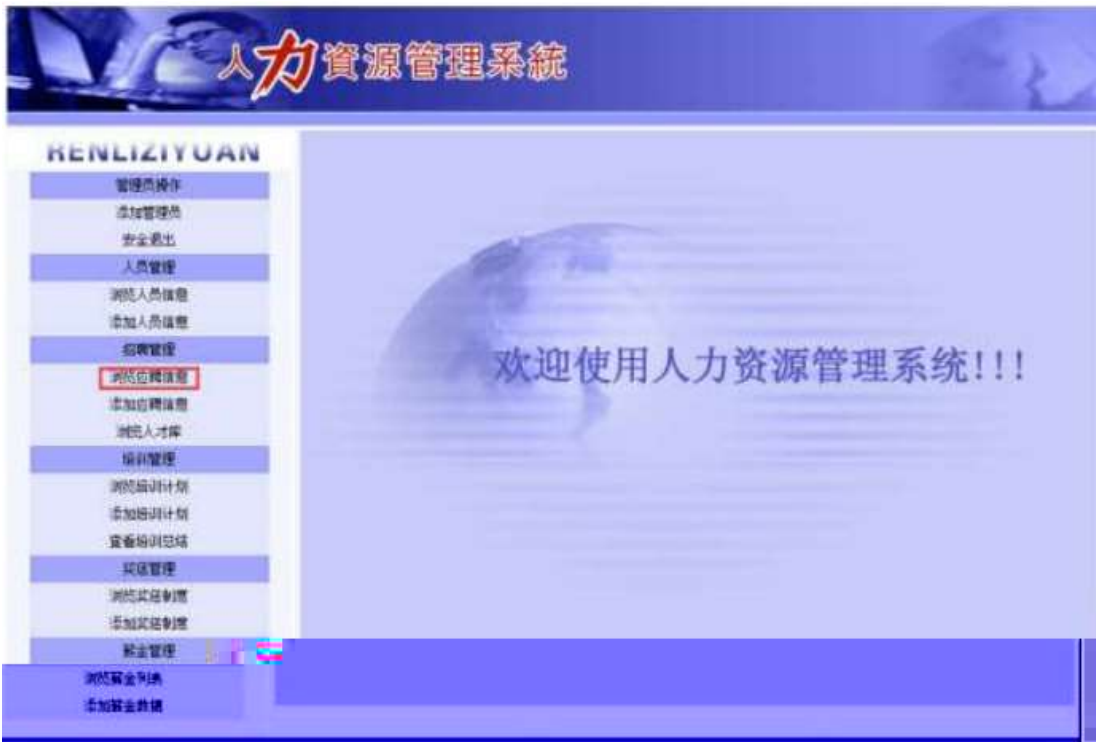 人力資源管理系統
RENLIZIYUAN
管理员操作
添加管理员
安全退出
人员管理
浏览人员信息
添加人员信息
招聘管理
浏览应聘信息
添加应聘信息
浏览人才库
培训管理
浏览培训计划
添加培训计划
查看培训总结
奖惩管理
浏览奖惩制度
添加奖惩制度
薪金管理
浏览薪金列表
添加薪金数据
欢迎使用人力资源管理系统!!!